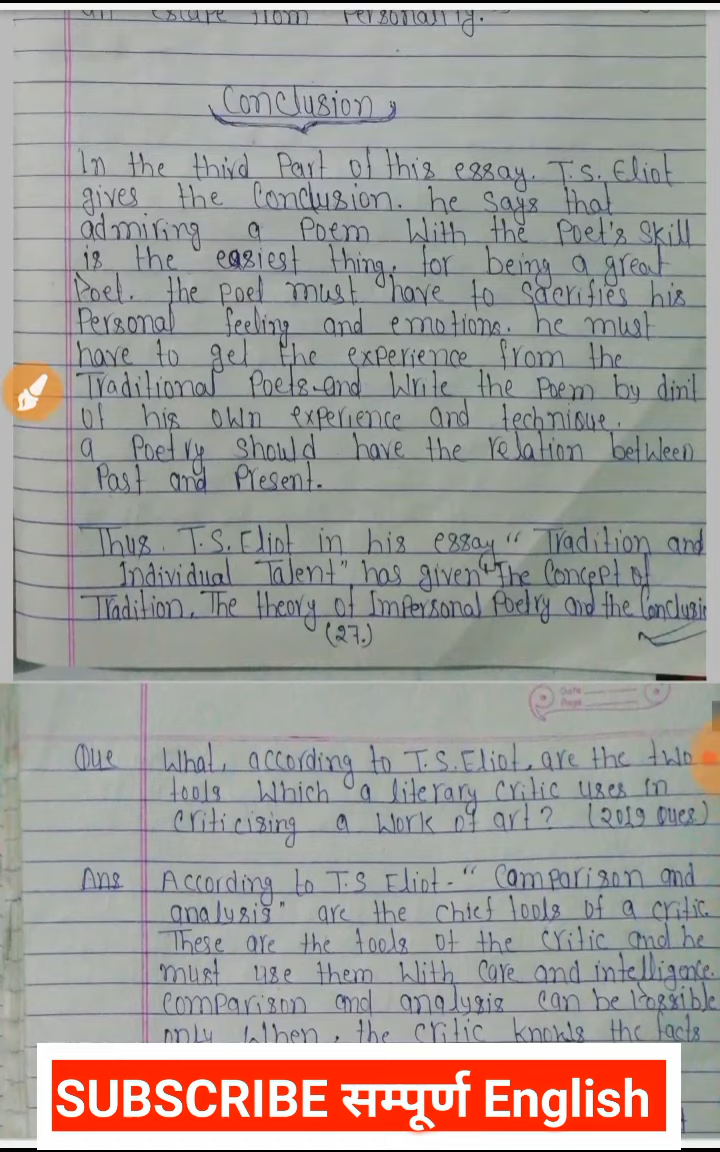 an escape from Personality.
Conclusion
In the third Part of this essay. T.S. Eliot
gives the Conclusion. he says that
admiring a Poem With the Poet's Skill
is the easiest thing, for being a great
Poet. the poet must have to Sacrifies his
Personal feeling and emotions. he must
have to get the experience from the
Traditional Poets and Write the Poem by dint
of his own experience and technique.
a Poetry should have the relation between
Past and Present.
Thus. T.S. Eliot in his essay "Tradition and
Individual Talent", has given "The Concept of
Tradition, The theory of Impersonal Poetry and the Conclusio
(27.)
Date
Page
Que What, according to T.S. Eliot, are the two
tools Which a literary critic uses in
Criticising a Work of art? (2019 Ques)
Ans According to T.S Eliot - "Comparison and
analysis" are the chief tools of a critic.
These are the tools of the critic and he
must use them With care and intelligence.
Comparison and analysis can be Possible
only When, the critic knows the facts
SUBSCRIBE सम्पूर्ण English